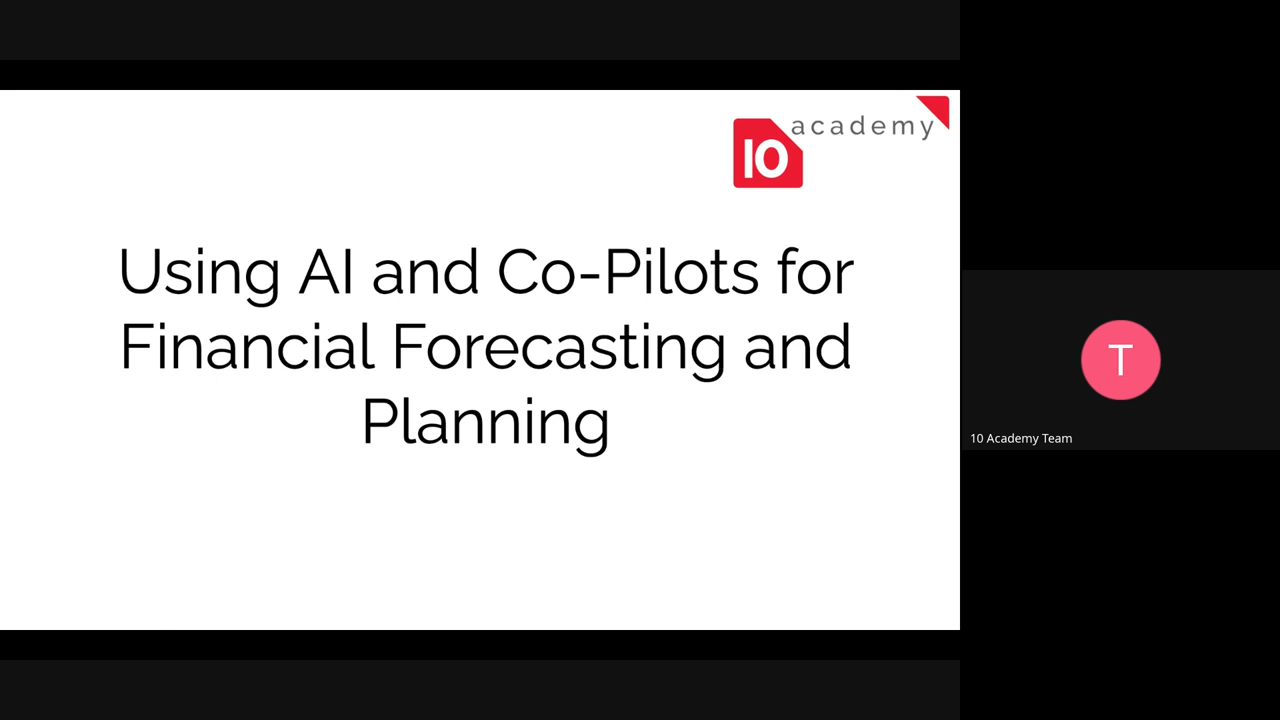 10 academy
Using AI and Co-Pilots for
Financial Forecasting and
Planning
T
10 Academy Team